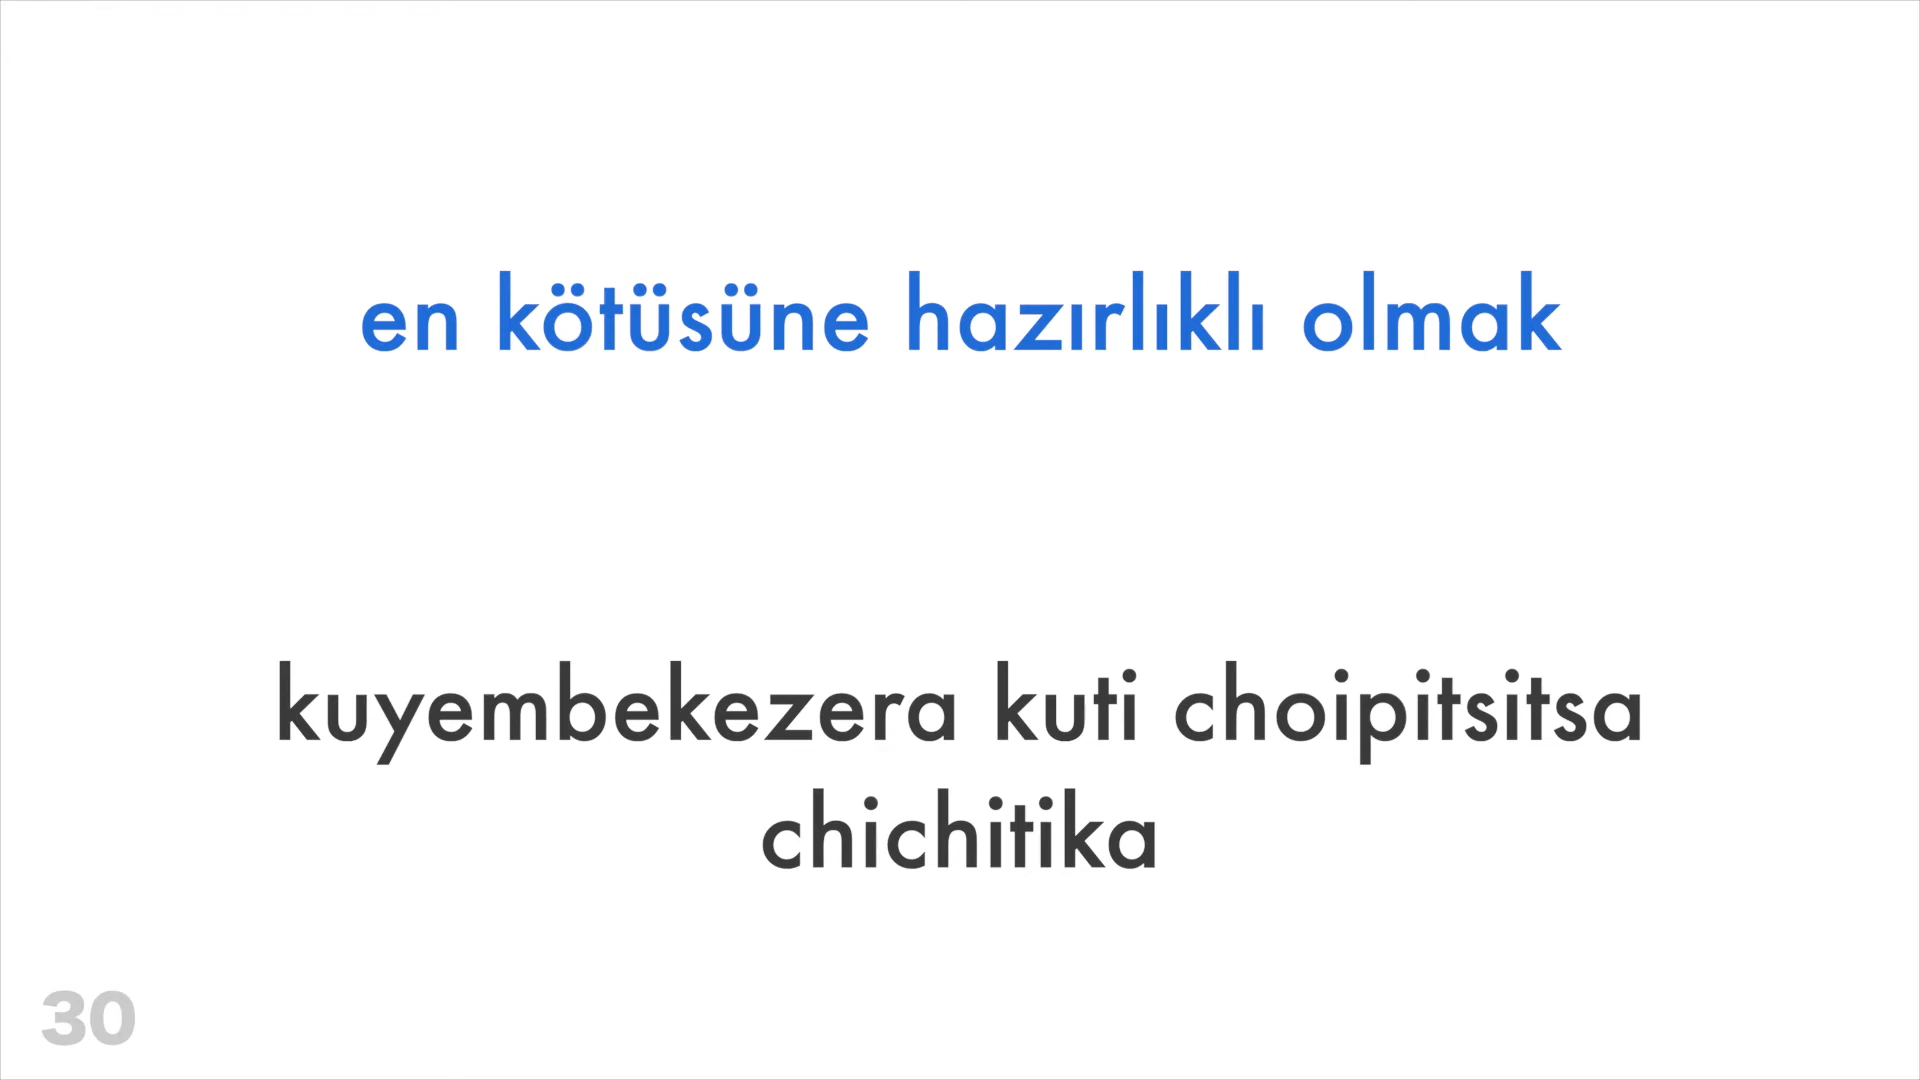 en kötüsüne hazırlıklı olmak
kuyembekezera kuti choipitsitsa
chichitika
30